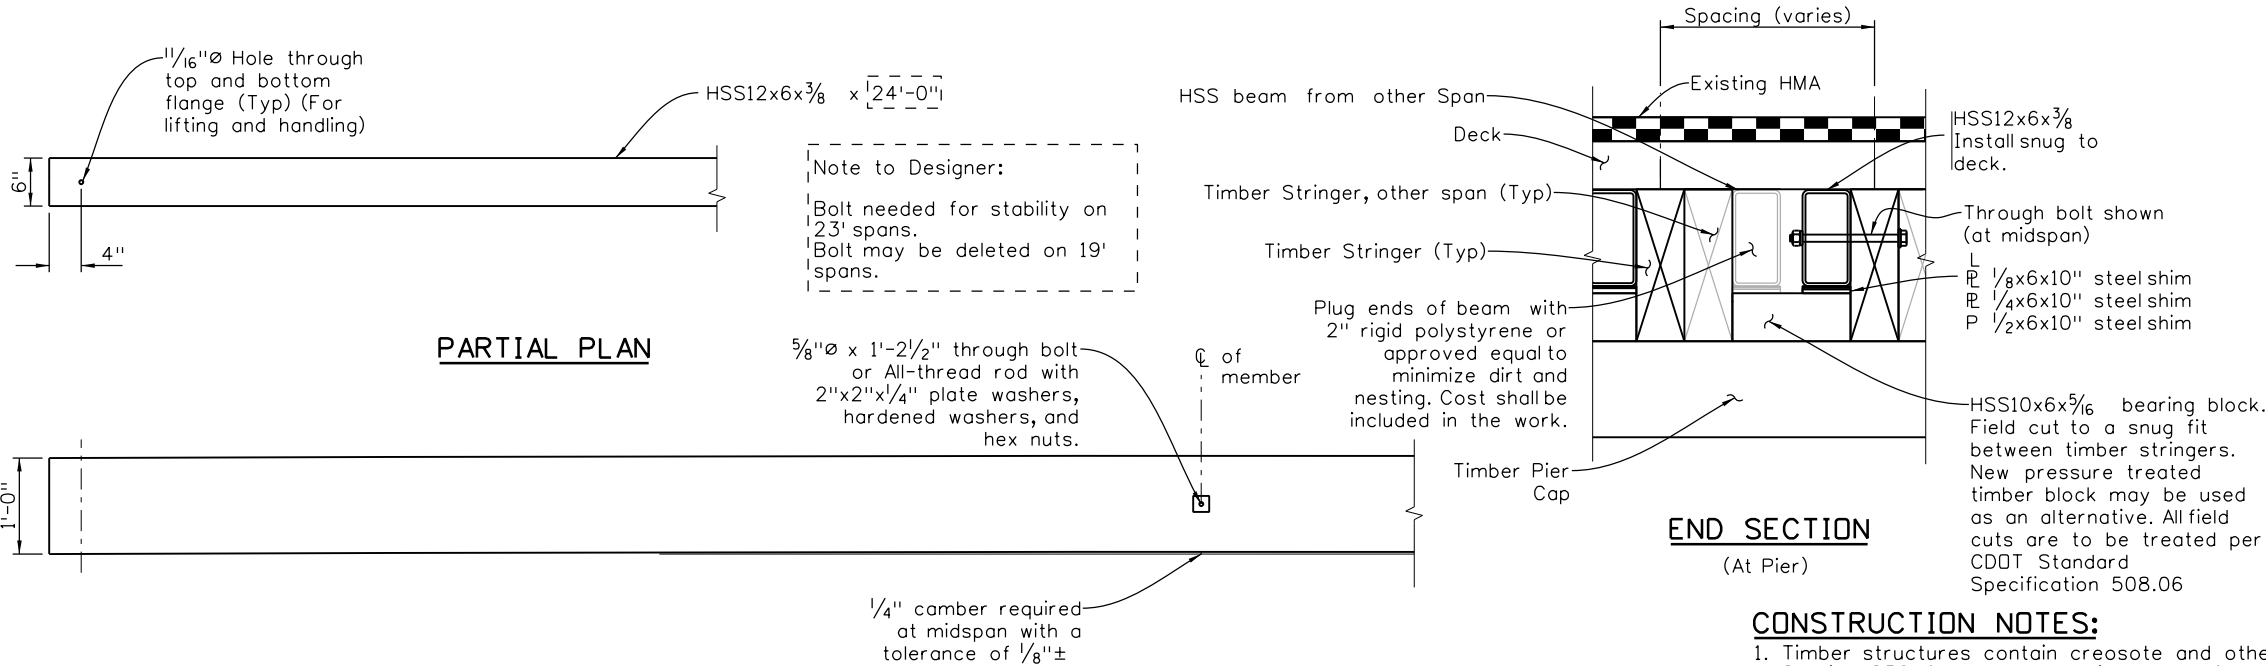 11/16"Ø Hole through
top and bottom
flange (Typ) (For
lifting and handling)
HSS12x6x3/8 x 24'-0"
6"
4"
Note to Designer:
Bolt needed for stability on
23' spans.
Bolt may be deleted on 19'
spans.
PARTIAL PLAN
5/8"Ø x 1'-2 1/2" through bolt
or All-thread rod with
2"x2"x1/4" plate washers,
hardened washers, and
hex nuts.
℄ of
member
1'-0"
1/4" camber required
at midspan with a
tolerance of 1/8"±
Spacing (varies)
Existing HMA
HSS beam from other Span
Deck
Timber Stringer, other span (Typ)
Timber Stringer (Typ)
Plug ends of beam with
2" rigid polystyrene or
approved equal to
minimize dirt and
nesting. Cost shall be
included in the work.
Timber Pier
Cap
HSS12x6x3/8
Install snug to
deck.
Through bolt shown
(at midspan)
L
PL 1/8x6x10" steel shim
PL 1/4x6x10" steel shim
P 1/2x6x10" steel shim
HSS10x6x5/16 bearing block.
Field cut to a snug fit
between timber stringers.
New pressure treated
timber block may be used
as an alternative. All field
cuts are to be treated per
CDOT Standard
Specification 508.06
END SECTION
(At Pier)
CONSTRUCTION NOTES:
1. Timber structures contain creosote and othe